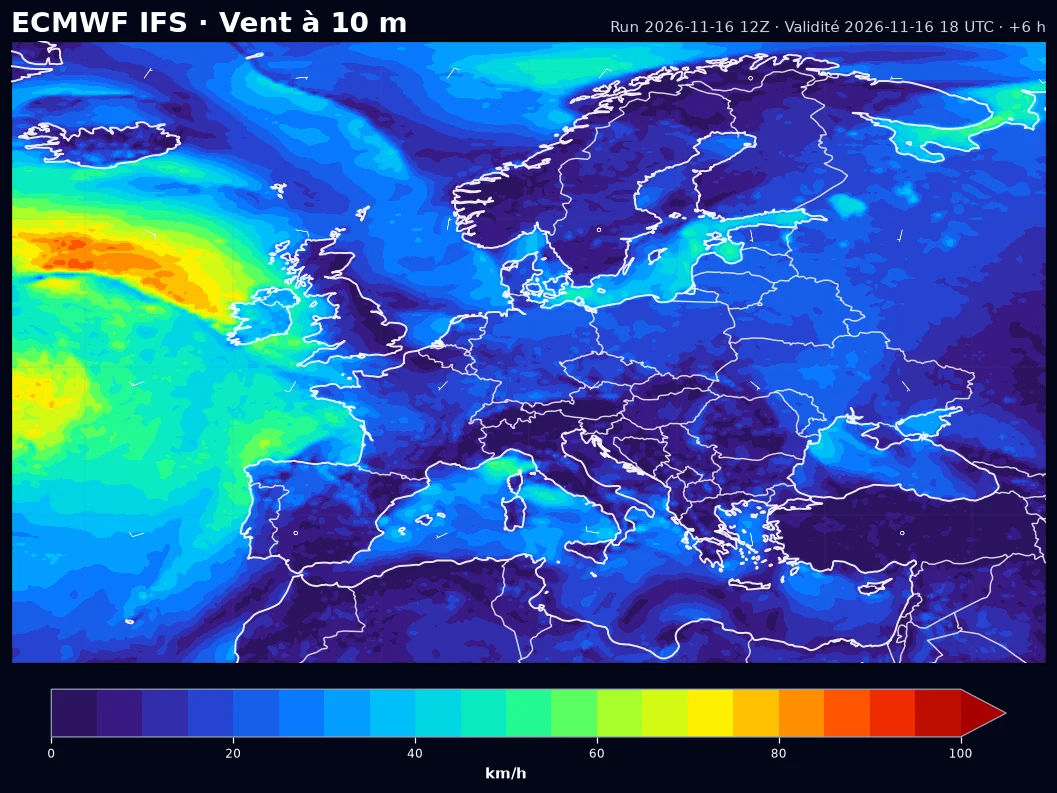 ECMWF IFS · Vent à 10 m
Run 2026-11-16 12Z · Validité 2026-11-16 18 UTC · +6 h
0 20 40 60 80 100
km/h